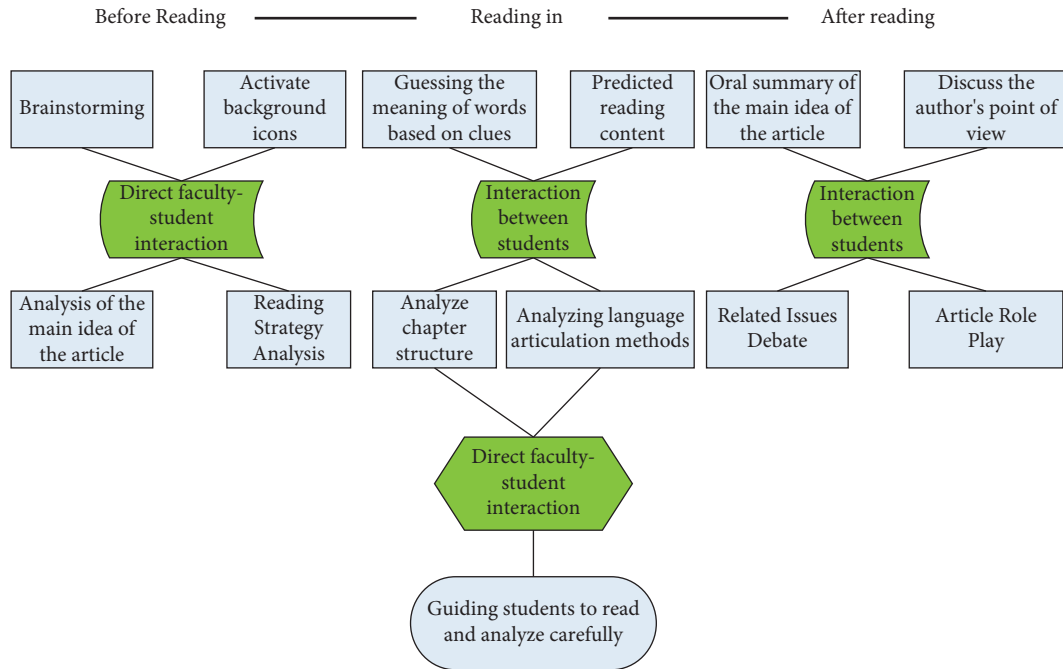 Before Reading
Reading in
After reading
Brainstorming
Activate
background
icons
Guessing the
meaning of words
based on clues
Predicted
reading
content
Oral summary of
the main idea of
the article
Discuss the
author's point of
view
Direct faculty-
student
interaction
Interaction
between
students
Interaction
between
students
Analysis of the
main idea of
the article
Reading
Strategy
Analysis
Analyze
chapter
structure
Analyzing language
articulation methods
Related Issues
Debate
Article Role
Play
Direct faculty-
student
interaction
Guiding students to read
and analyze carefully